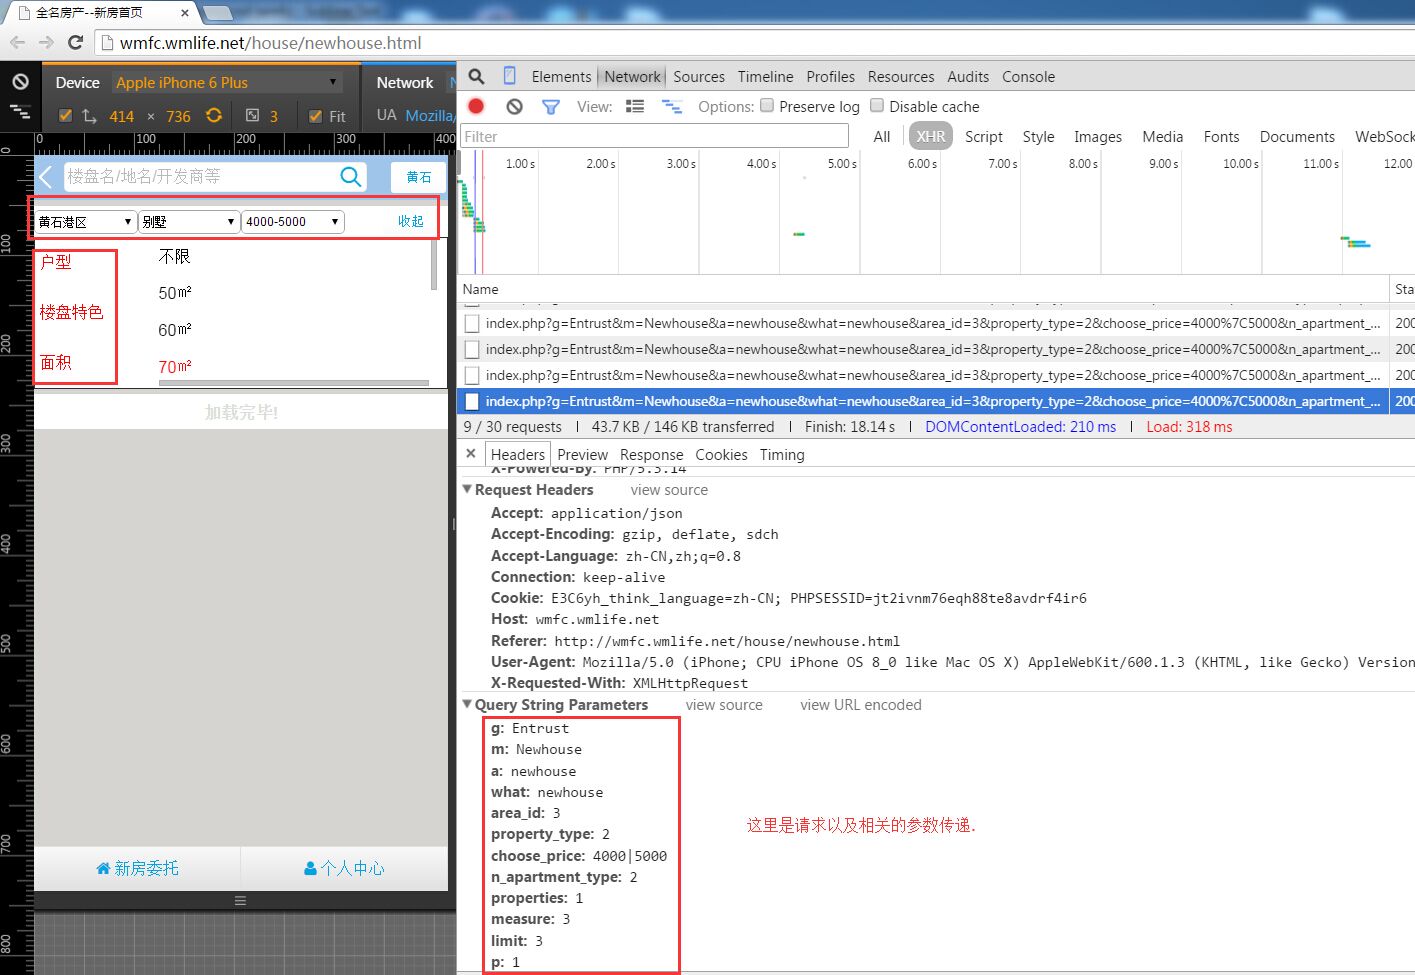 全名房产--新房首页
wmfc.wmlife.net/house/newhouse.html
Device Apple iPhone 6 Plus Network
414 × 736 3 Fit UA Mozilla/
0 100 200 300 400
楼盘名/地名/开发商等 黄石
黄石港区 别墅 4000-5000 收起
户型 不限
50㎡
楼盘特色 60㎡
面积 70㎡
加载完毕!
新房委托 个人中心
0
100
200
300
400
500
600
700
800
Elements Network Sources Timeline Profiles Resources Audits Console
View: Options: Preserve log Disable cache
Filter All XHR Script Style Images Media Fonts Documents WebSock
1.00 s 2.00 s 3.00 s 4.00 s 5.00 s 6.00 s 7.00 s 8.00 s 9.00 s 10.00 s 11.00 s 12.00
Name Sta
index.php?g=Entrust&m=Newhouse&a=newhouse&what=newhouse&area_id=3&property_type=2&choose_price=4000%7C5000&n_apartment_... 200
index.php?g=Entrust&m=Newhouse&a=newhouse&what=newhouse&area_id=3&property_type=2&choose_price=4000%7C5000&n_apartment_... 200
index.php?g=Entrust&m=Newhouse&a=newhouse&what=newhouse&area_id=3&property_type=2&choose_price=4000%7C5000&n_apartment_... 200
index.php?g=Entrust&m=Newhouse&a=newhouse&what=newhouse&area_id=3&property_type=2&choose_price=4000%7C5000&n_apartment_... 200
9 / 30 requests | 43.7 KB / 146 KB transferred | Finish: 18.14 s | DOMContentLoaded: 210 ms | Load: 318 ms
× Headers Preview Response Cookies Timing
X-Powered-By: PHP/5.3.14
Request Headers view source
Accept: application/json
Accept-Encoding: gzip, deflate, sdch
Accept-Language: zh-CN,zh;q=0.8
Connection: keep-alive
Cookie: E3C6yh_think_language=zh-CN; PHPSESSID=jt2ivnm76eqh88te8avdrf4ir6
Host: wmfc.wmlife.net
Referer: http://wmfc.wmlife.net/house/newhouse.html
User-Agent: Mozilla/5.0 (iPhone; CPU iPhone OS 8_0 like Mac OS X) AppleWebKit/600.1.3 (KHTML, like Gecko) Version
X-Requested-With: XMLHttpRequest
Query String Parameters view source view URL encoded
g: Entrust
m: Newhouse
a: newhouse
what: newhouse
area_id: 3
property_type: 2
choose_price: 4000|5000
n_apartment_type: 2
properties: 1
measure: 3
limit: 3
p: 1
这里是请求以及相关的参数传递.